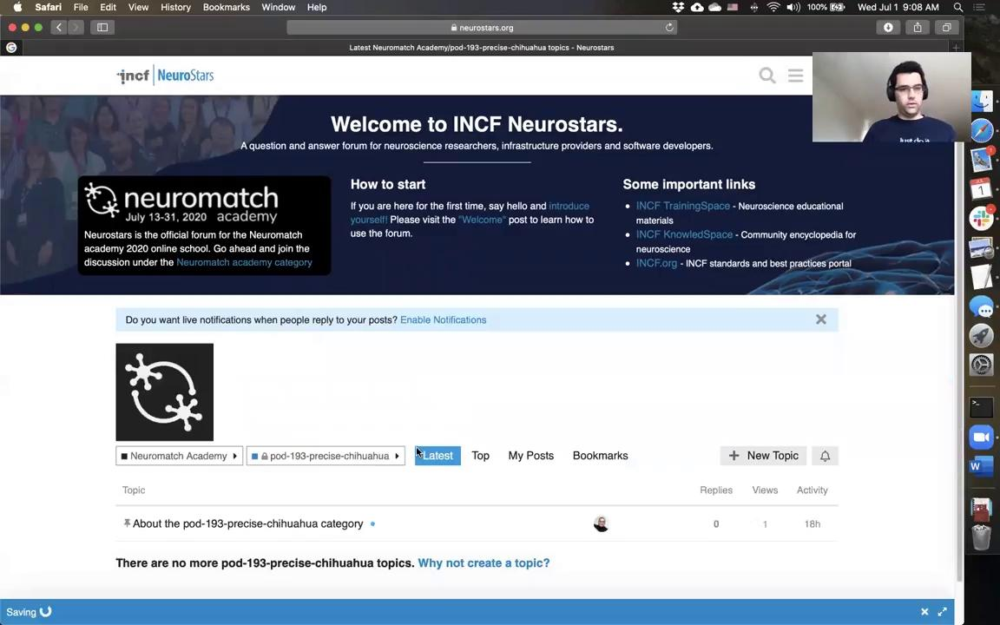 Safari File Edit View History Bookmarks Window Help 100% Wed Jul 1 9:08 AM
neurostars.org
Latest Neuromatch Academy/pod-193-precise-chihuahua topics - Neurostars
incf NeuroStars
Welcome to INCF Neurostars.
A question and answer forum for neuroscience researchers, infrastructure providers and software developers.
neuromatch
July 13-31, 2020 academy
Neurostars is the official forum for the Neuromatch
academy 2020 online school. Go ahead and join the
discussion under the Neuromatch academy category
How to start
If you are here for the first time, say hello and introduce
yourself! Please visit the "Welcome" post to learn how to
use the forum.
Some important links
INCF TrainingSpace - Neuroscience educational
materials
INCF KnowledSpace - Community encyclopedia for
neuroscience
INCF.org - INCF standards and best practices portal
Just do it
Do you want live notifications when people reply to your posts? Enable Notifications
Neuromatch Academy pod-193-precise-chihuahua Latest Top My Posts Bookmarks + New Topic
Topic Replies Views Activity
About the pod-193-precise-chihuahua category 0 1 18h
There are no more pod-193-precise-chihuahua topics. Why not create a topic?
Saving